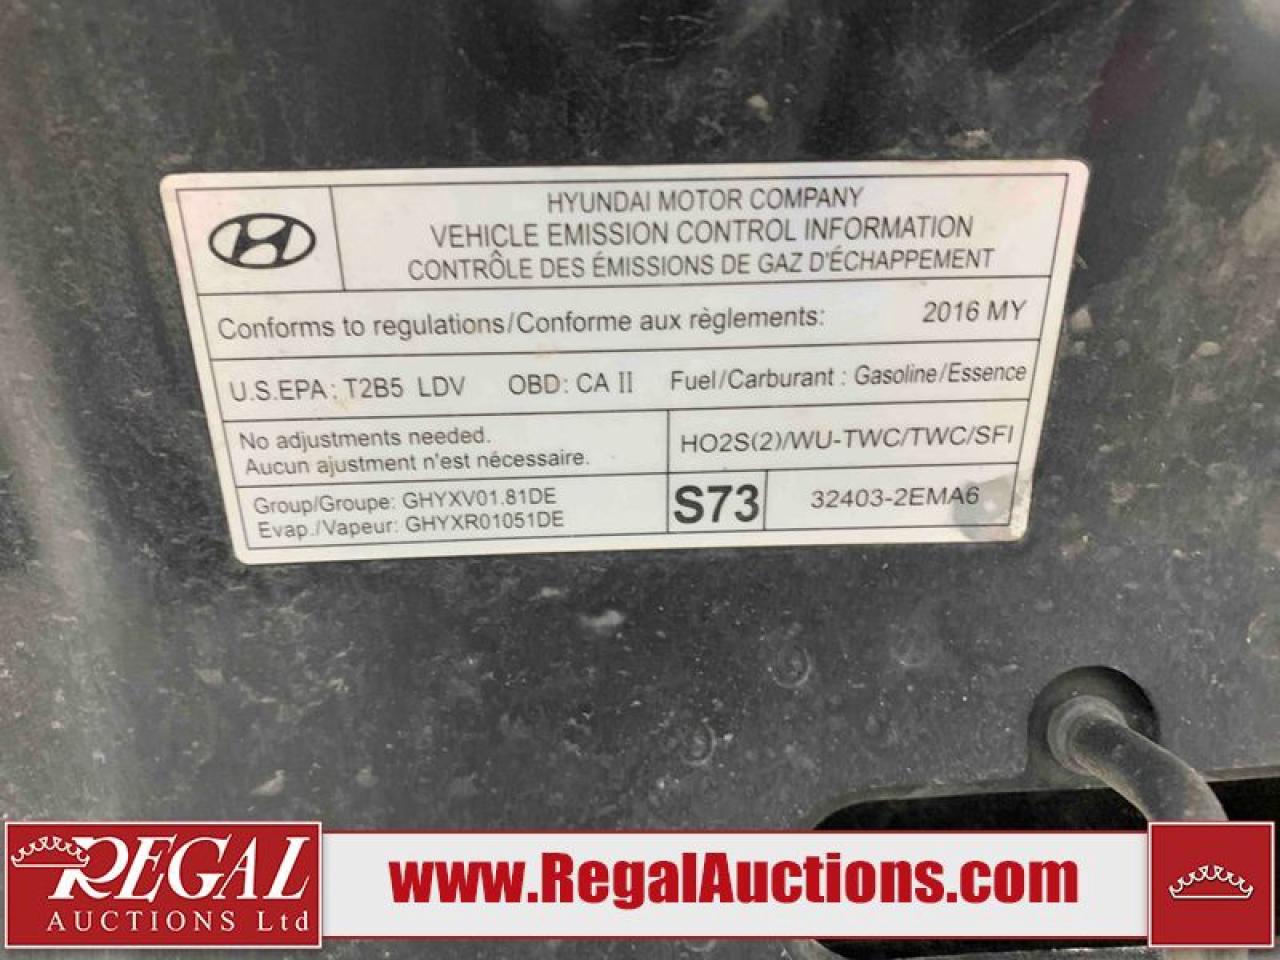 HYUNDAI MOTOR COMPANY
VEHICLE EMISSION CONTROL INFORMATION
CONTRÔLE DES ÉMISSIONS DE GAZ D'ÉCHAPPEMENT
Conforms to regulations/Conforme aux règlements: 2016 MY
U.S.EPA: T2B5 LDV OBD: CA II Fuel/Carburant : Gasoline/Essence
No adjustments needed.
Aucun ajustment n'est nécessaire.
HO2S(2)/WU-TWC/TWC/SFI
Group/Groupe: GHYXV01.81DE
Evap./Vapeur: GHYXR01051DE
S73
32403-2EMA6
REGAL
AUCTIONS Ltd
www.RegalAuctions.com